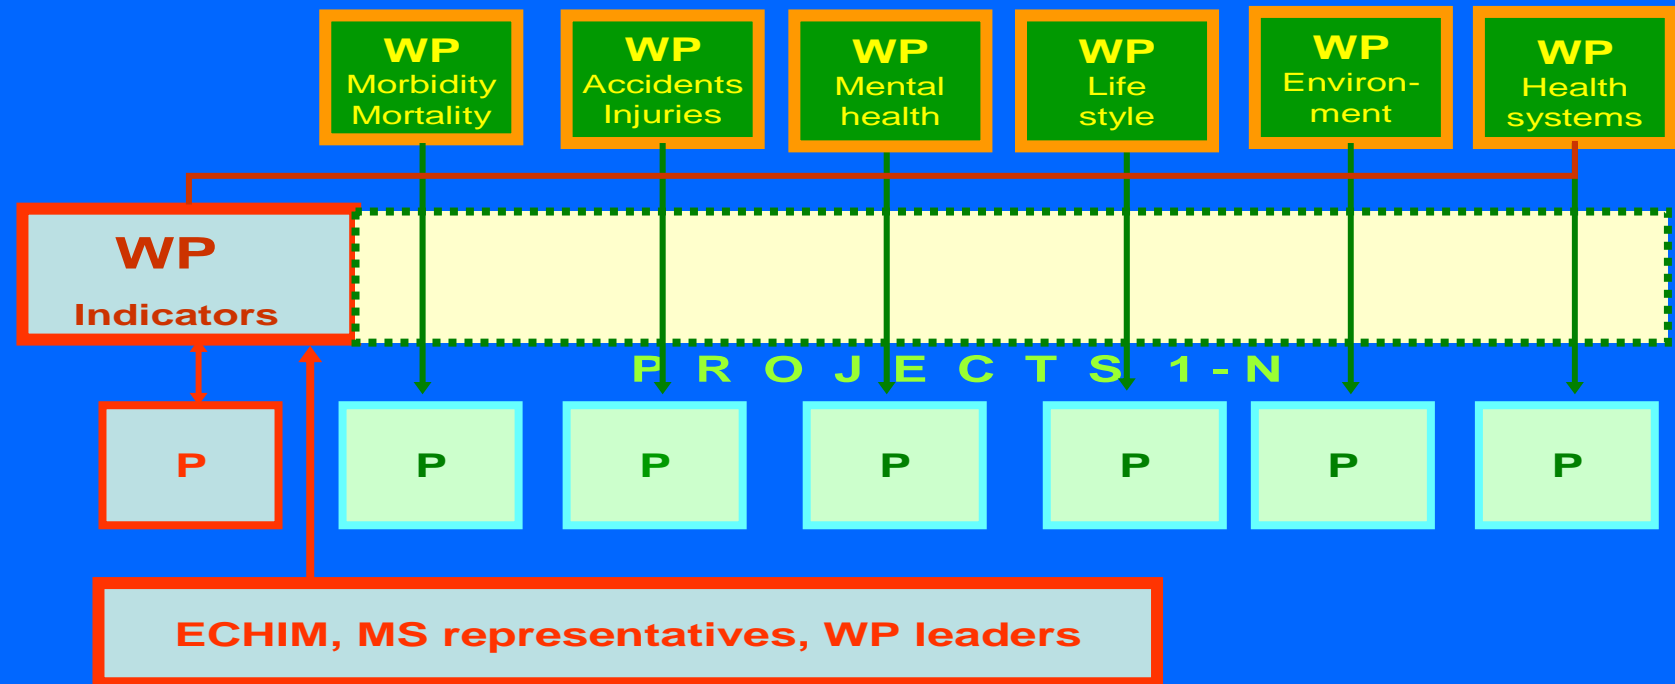 WP
Morbidity
Mortality
WP
Accidents
Injuries
WP
Mental
health
WP
Life
style
WP
Environ-
ment
WP
Health
systems
WP
Indicators
P R O J E C T S 1 - N
P
P
P
P
P
P
P
ECHIM, MS representatives, WP leaders